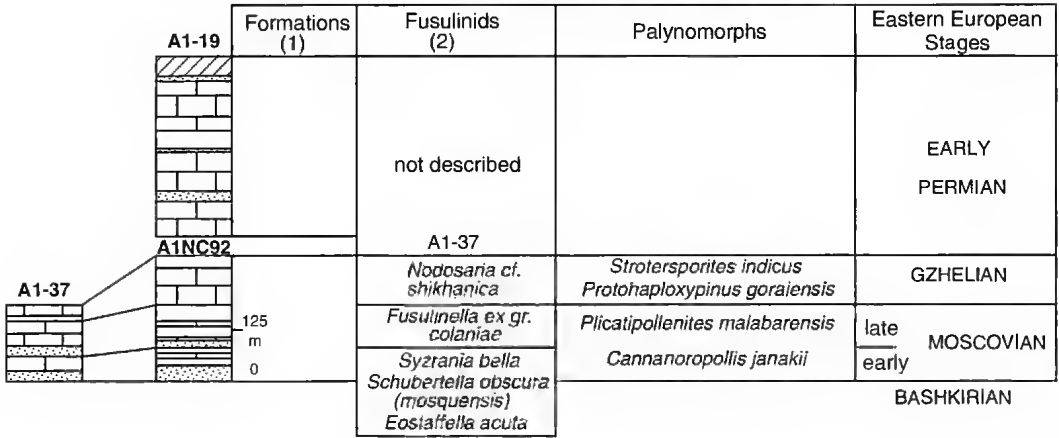 Formations
(1)
Fusulinids
(2)
Palynomorphs
Eastern European
Stages
A1-19
not described
EARLY
PERMIAN
A1NC92
A1-37
Nodosaria cf.
shikhanica
Strotersporites indicus
Protohaploxypinus goraiensis
GZHELIAN
A1-37
125
m
0
Fusulinella ex gr.
colaniae
Plicatipollenites malabarensis
late
MOSCOVIAN
early
Syzrania bella
Schubertella obscura
(mosquensis)
Eostaffella acuta
Cannanoropollis janakii
BASHKIRIAN